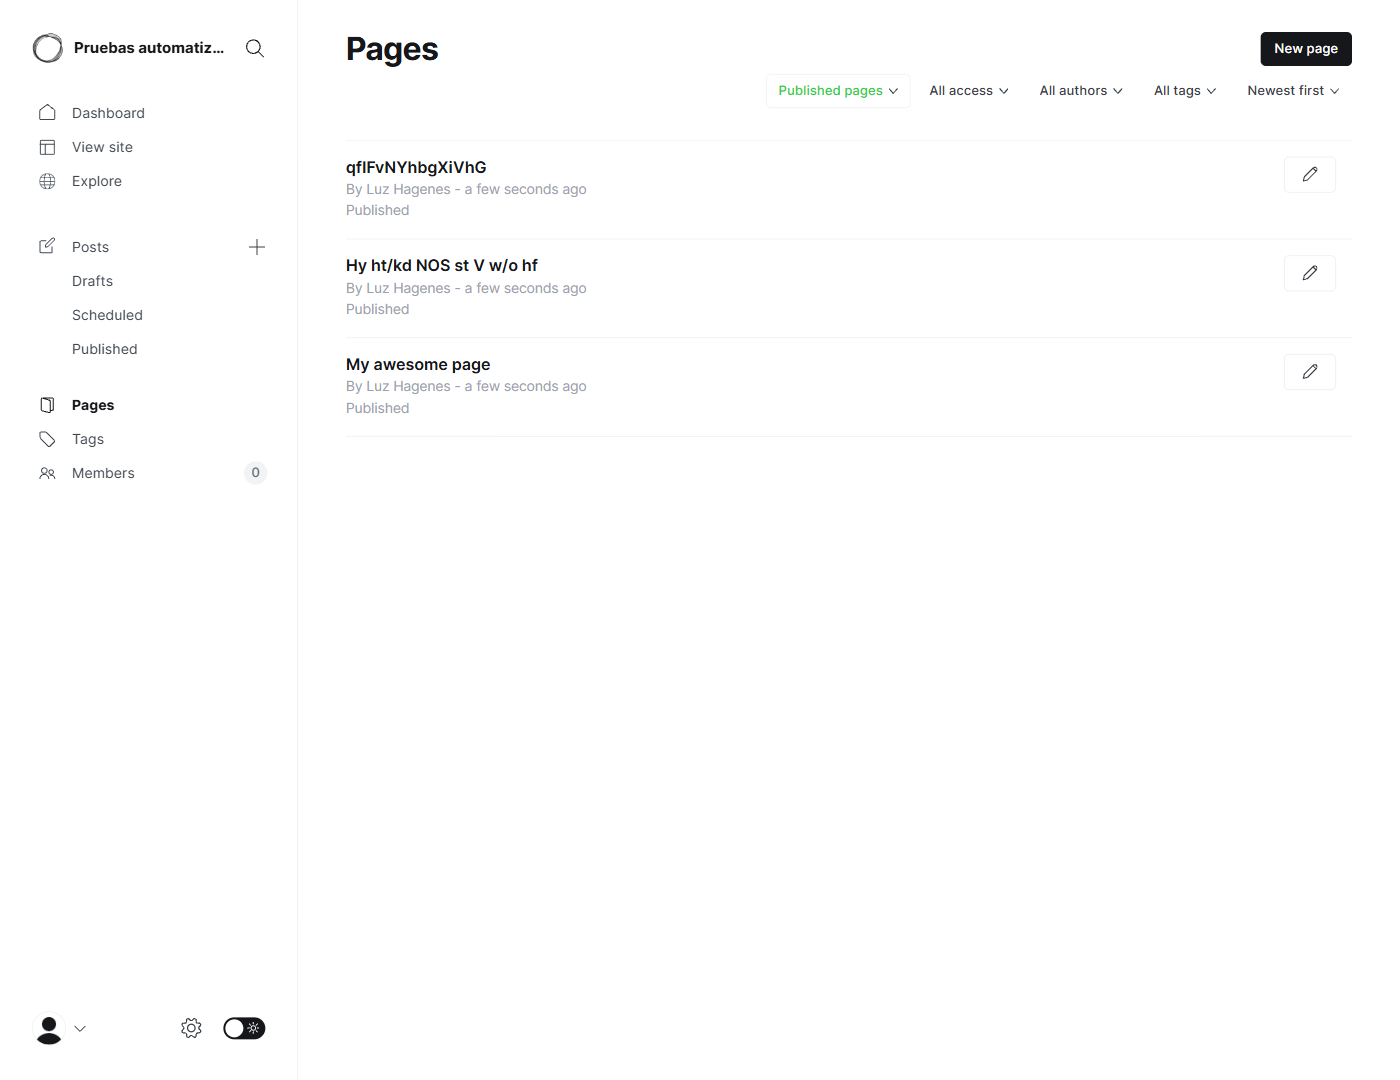 Pruebas automatiz...
Dashboard
View site
Explore
Posts
Drafts
Scheduled
Published
Pages
Tags
Members
0
Pages
New page
Published pages
All access
All authors
All tags
Newest first
qfIFvNYhbgXiVhG
By Luz Hagenes - a few seconds ago
Published
Hy ht/kd NOS st V w/o hf
By Luz Hagenes - a few seconds ago
Published
My awesome page
By Luz Hagenes - a few seconds ago
Published